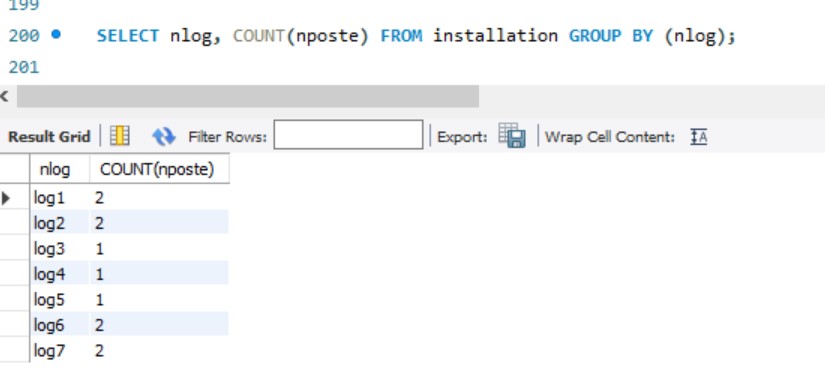 199
200 SELECT nlog, COUNT(nposte) FROM installation GROUP BY (nlog);
201
Result Grid Filter Rows: Export: Wrap Cell Content:
nlog COUNT(nposte)
log1 2
log2 2
log3 1
log4 1
log5 1
log6 2
log7 2